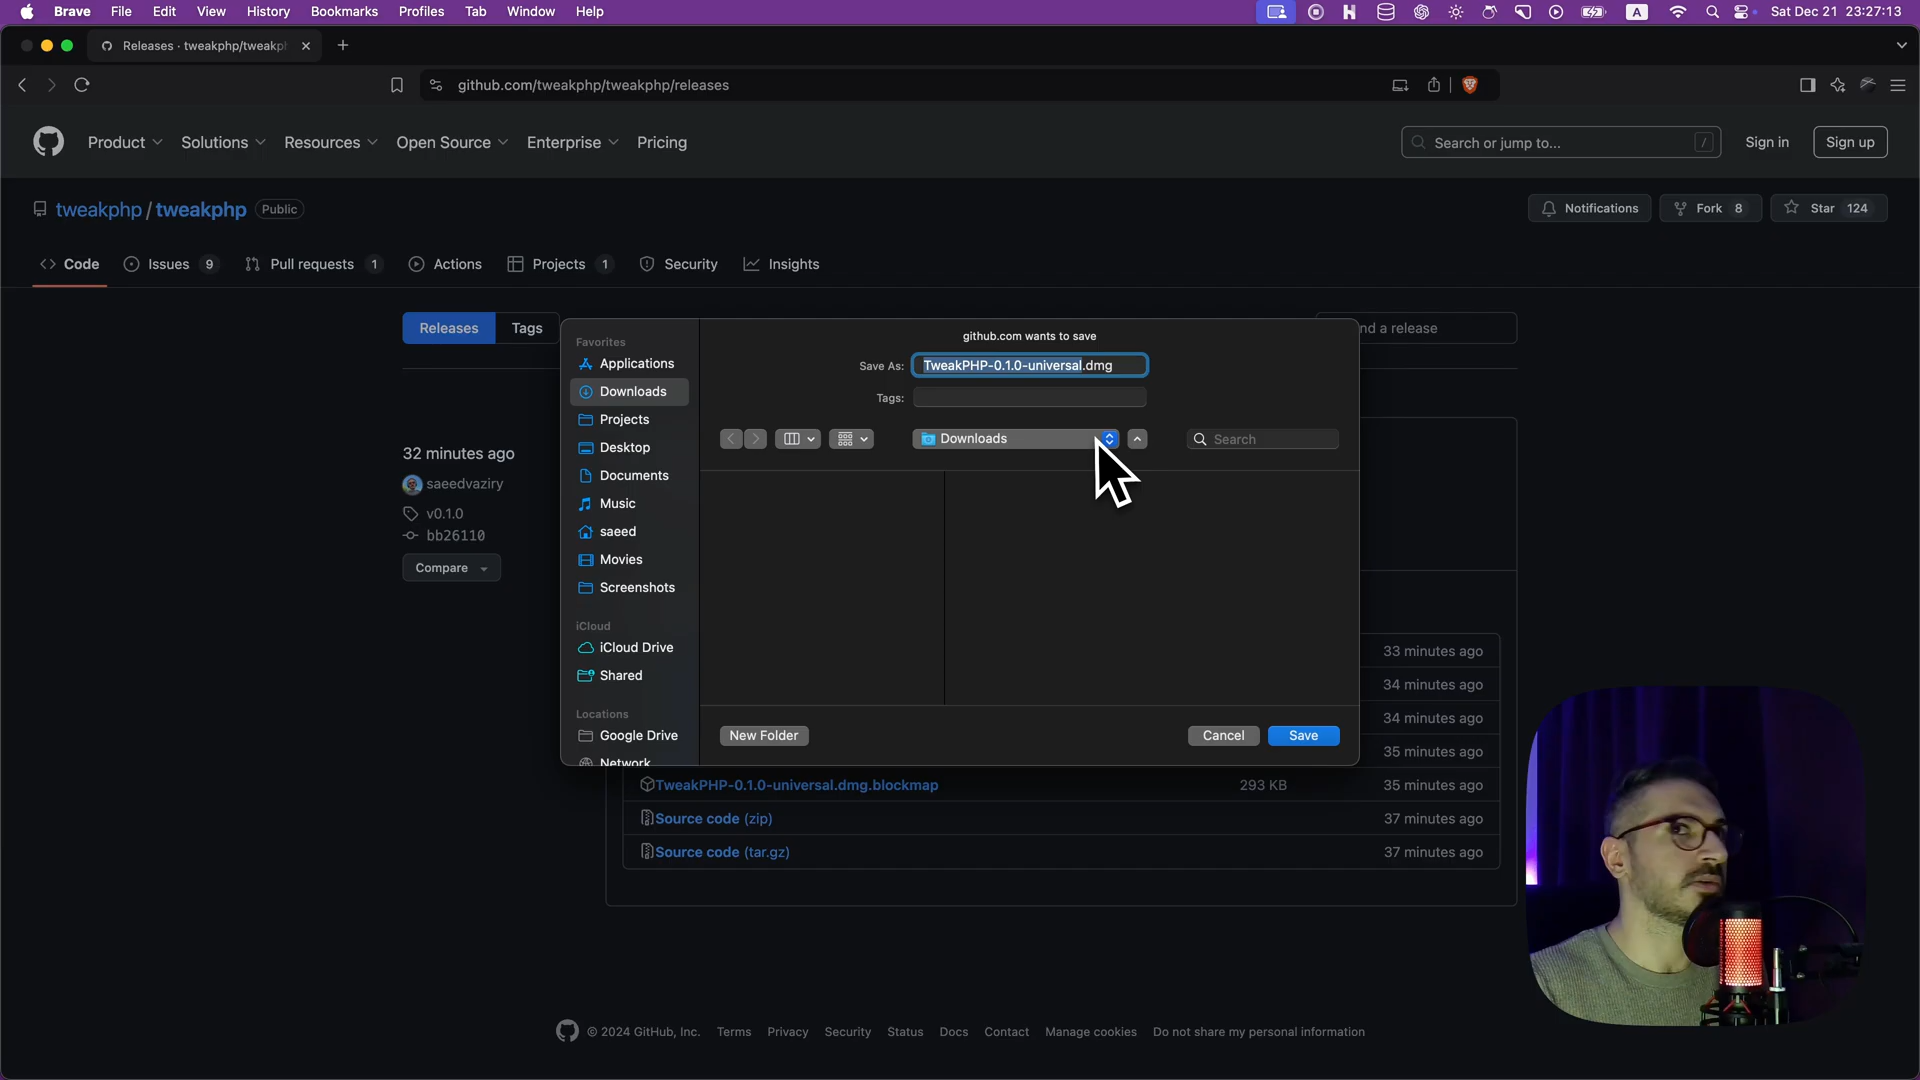 Brave File Edit View History Bookmarks Profiles Tab Window Help
A
Sat Dec 21 23:27:13
Releases · tweakphp/tweakph
github.com/tweakphp/tweakphp/releases
Product Solutions Resources Open Source Enterprise Pricing
Search or jump to... /
Sign in
Sign up
tweakphp / tweakphp Public
Notifications
Fork 8
Star 124
Code Issues 9 Pull requests 1 Actions Projects 1 Security Insights
Releases Tags
nd a release
32 minutes ago
saeedvaziry
v0.1.0
bb26110
Compare
Favorites
Applications
Downloads
Projects
Desktop
Documents
Music
saeed
Movies
Screenshots
iCloud
iCloud Drive
Shared
Locations
Google Drive
Network
github.com wants to save
Save As: TweakPHP-0.1.0-universal.dmg
Tags:
Downloads
Search
New Folder
Cancel
Save
33 minutes ago
34 minutes ago
34 minutes ago
35 minutes ago
TweakPHP-0.1.0-universal.dmg.blockmap 293 KB 35 minutes ago
Source code (zip) 37 minutes ago
Source code (tar.gz) 37 minutes ago
© 2024 GitHub, Inc. Terms Privacy Security Status Docs Contact Manage cookies Do not share my personal information